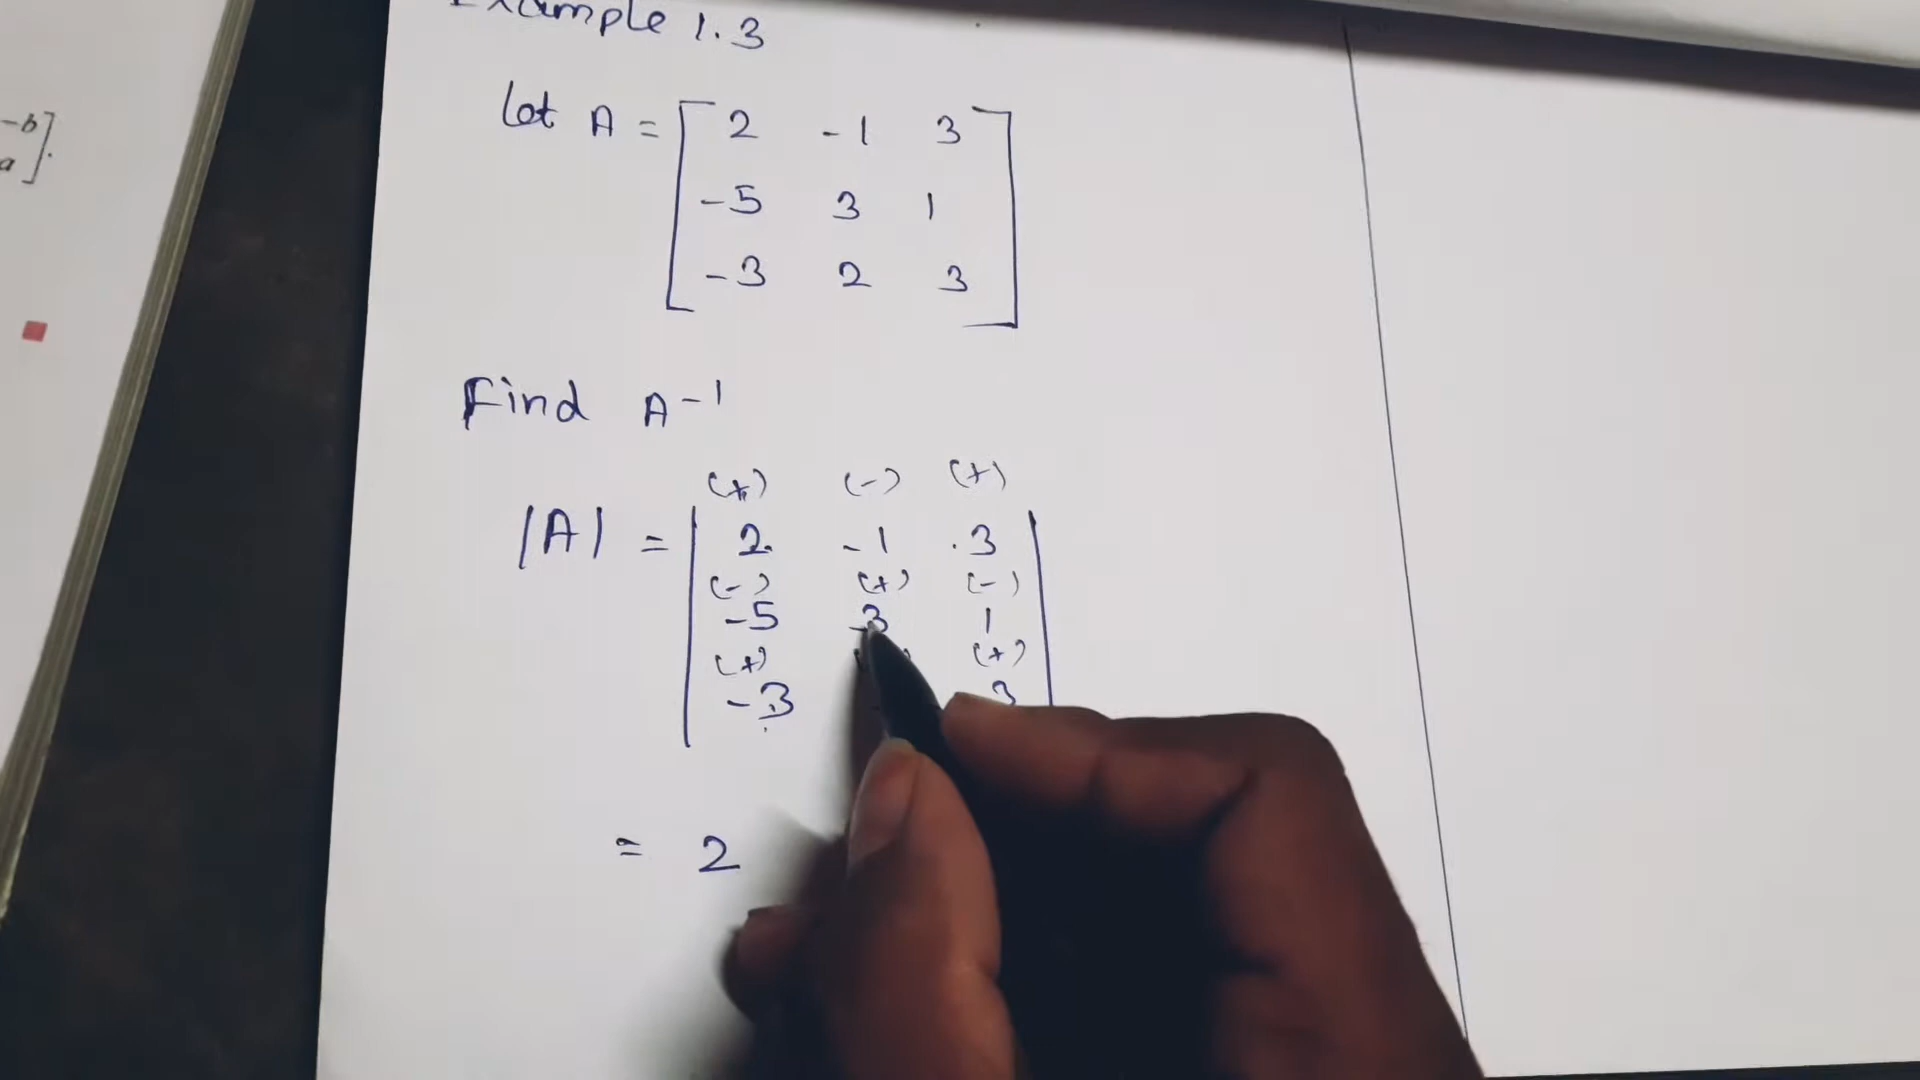 -b].
a
Example 1.3
Let A = [ 2 -1 3
-5 3 1
-3 2 3 ]
Find A⁻¹
(+) (-) (+)
|A| = | 2 -1 3 |
(-) (+) (-)
-5 3 1
(+) (+)
-3 3
= 2